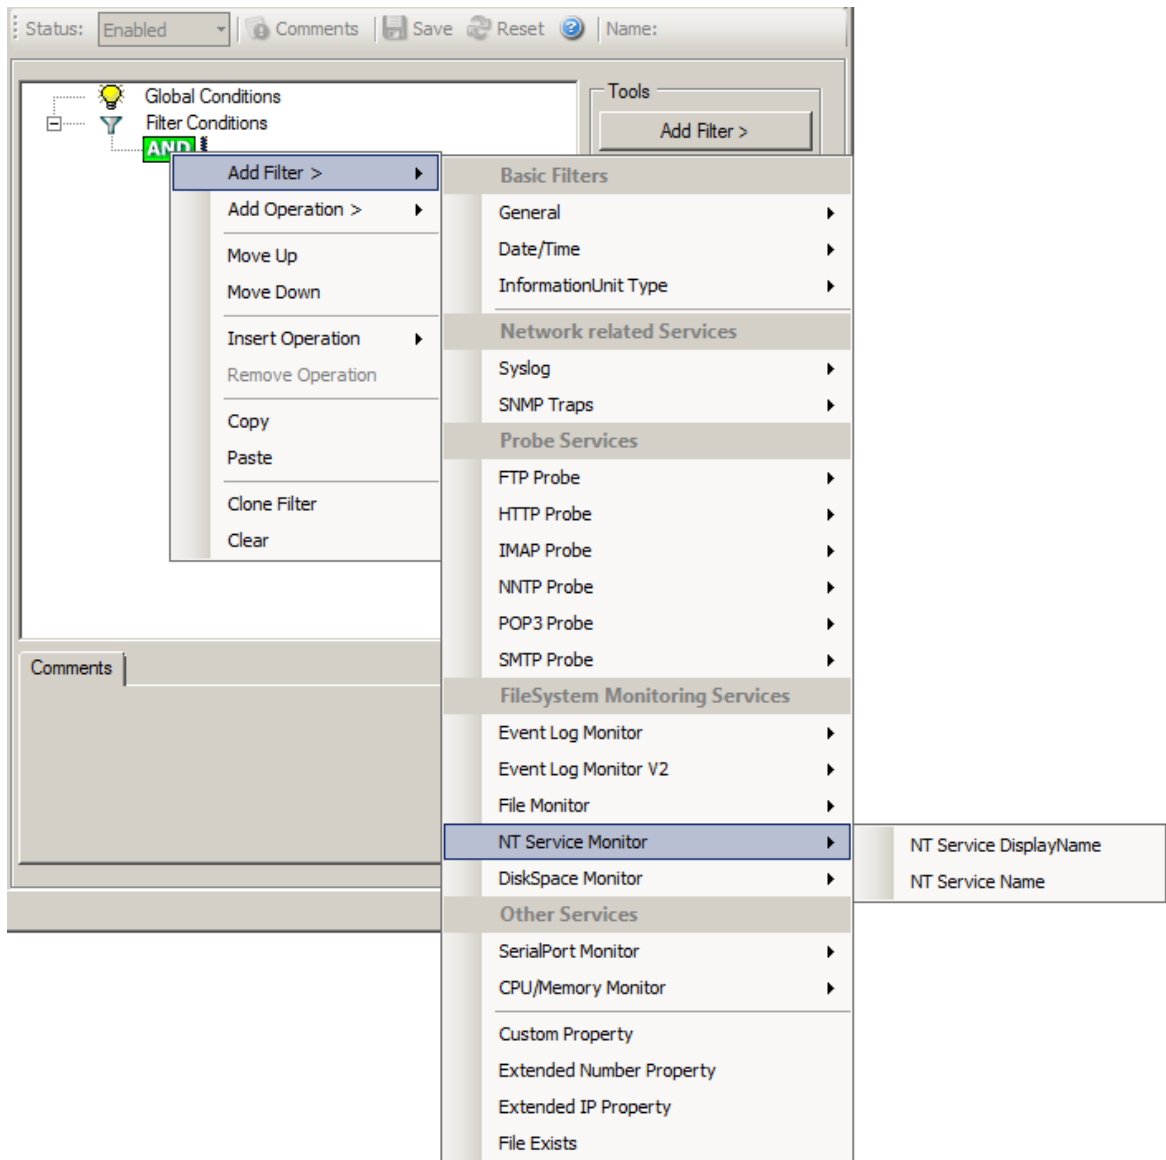 Status: Enabled Comments Save Reset Name:
Global Conditions
Filter Conditions
AND
Tools
Add Filter >
Add Filter >
Add Operation >
Move Up
Move Down
Insert Operation
Remove Operation
Copy
Paste
Clone Filter
Clear
Basic Filters
General
Date/Time
InformationUnit Type
Network related Services
Syslog
SNMP Traps
Probe Services
FTP Probe
HTTP Probe
IMAP Probe
NNTP Probe
POP3 Probe
SMTP Probe
FileSystem Monitoring Services
Event Log Monitor
Event Log Monitor V2
File Monitor
NT Service Monitor
DiskSpace Monitor
Other Services
SerialPort Monitor
CPU/Memory Monitor
Custom Property
Extended Number Property
Extended IP Property
File Exists
NT Service DisplayName
NT Service Name
Comments